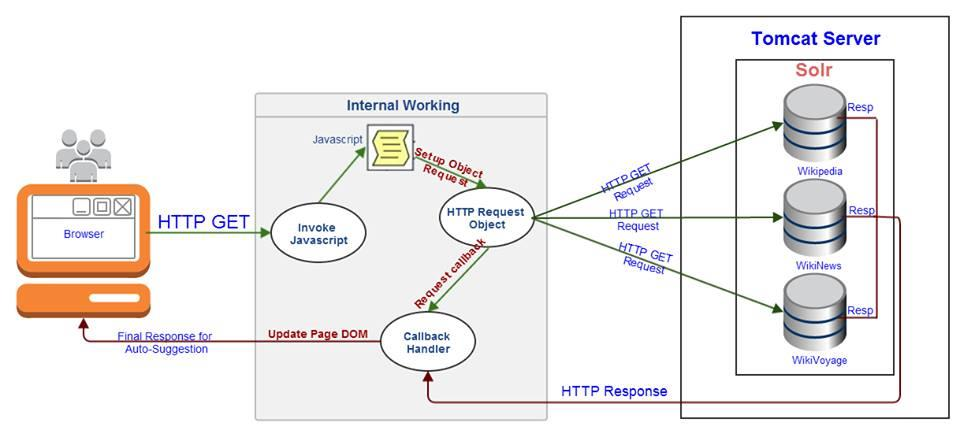 Tomcat Server
Solr
Resp
Wikipedia
Internal Working
Javascript
Setup Object
Request
HTTP GET
Request
Browser
HTTP GET
Invoke
Javascript
HTTP Request
Object
HTTP GET
Request
Resp
WikiNews
Request callback
HTTP GET
Request
Resp
WikiVoyage
Final Response for
Auto-Suggestion
Update Page DOM
Callback
Handler
HTTP Response